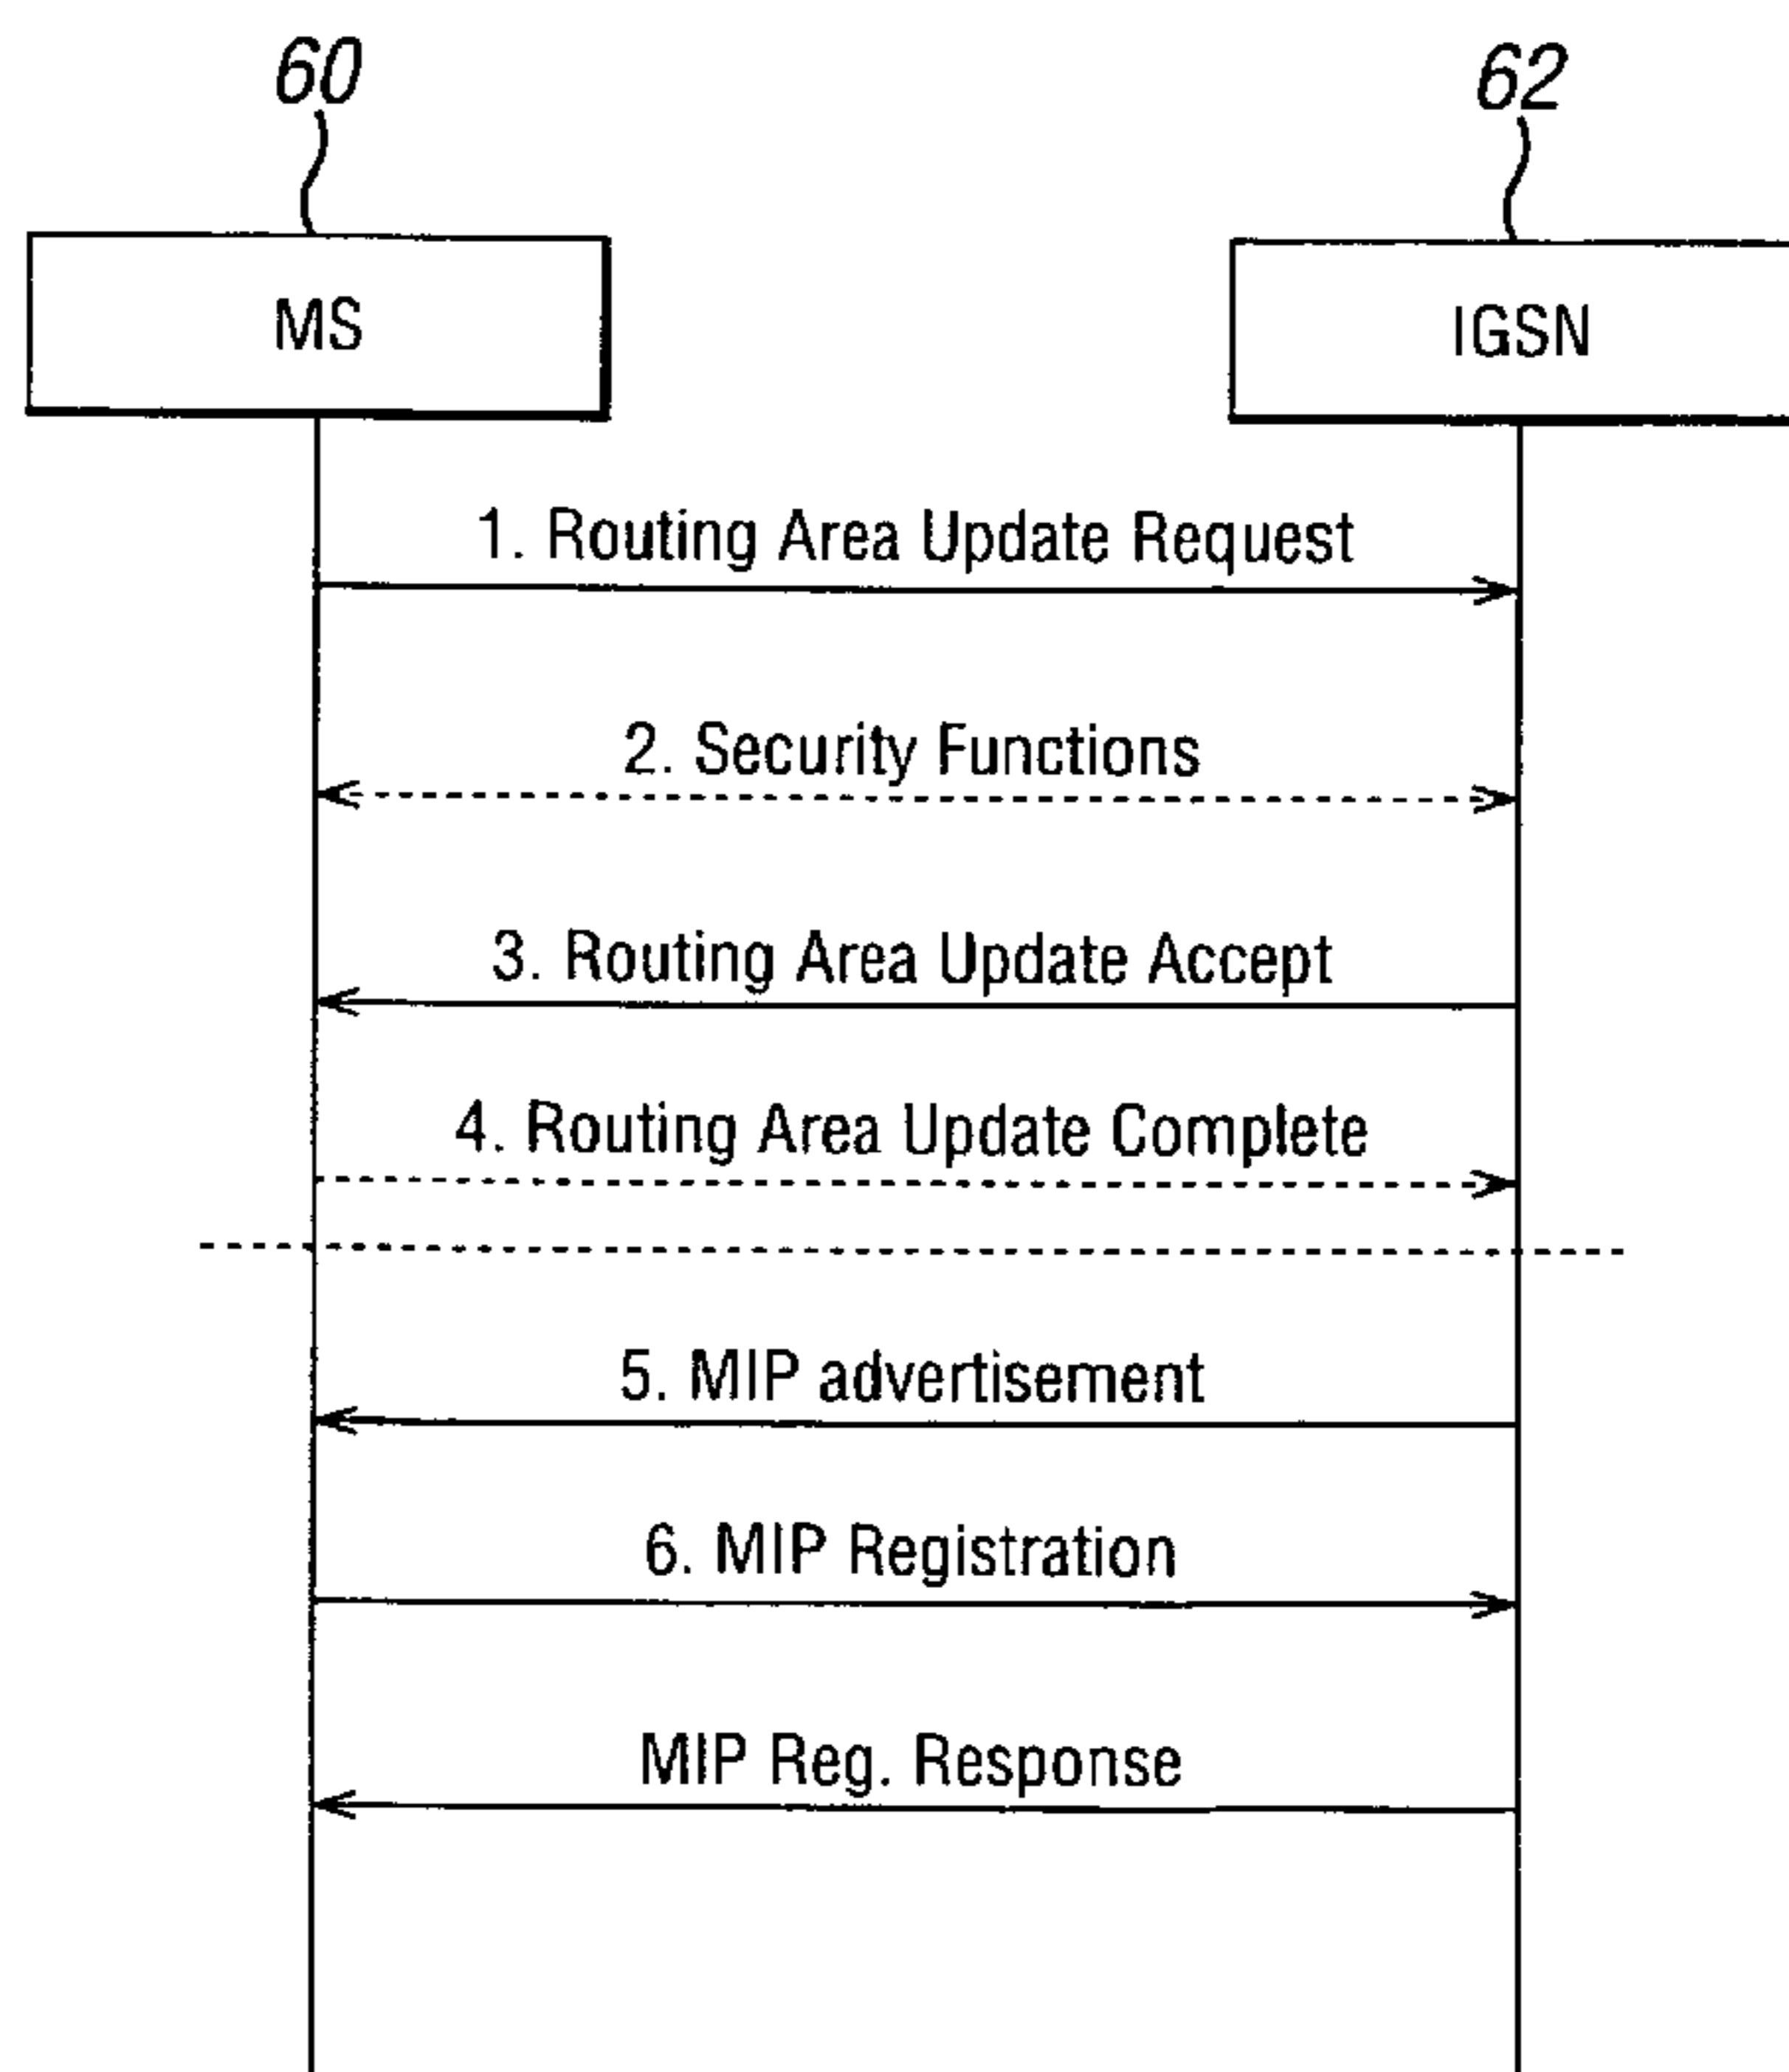 60
62
MS
IGSN
1. Routing Area Update Request
2. Security Functions
3. Routing Area Update Accept
4. Routing Area Update Complete
5. MIP advertisement
6. MIP Registration
MIP Reg. Response